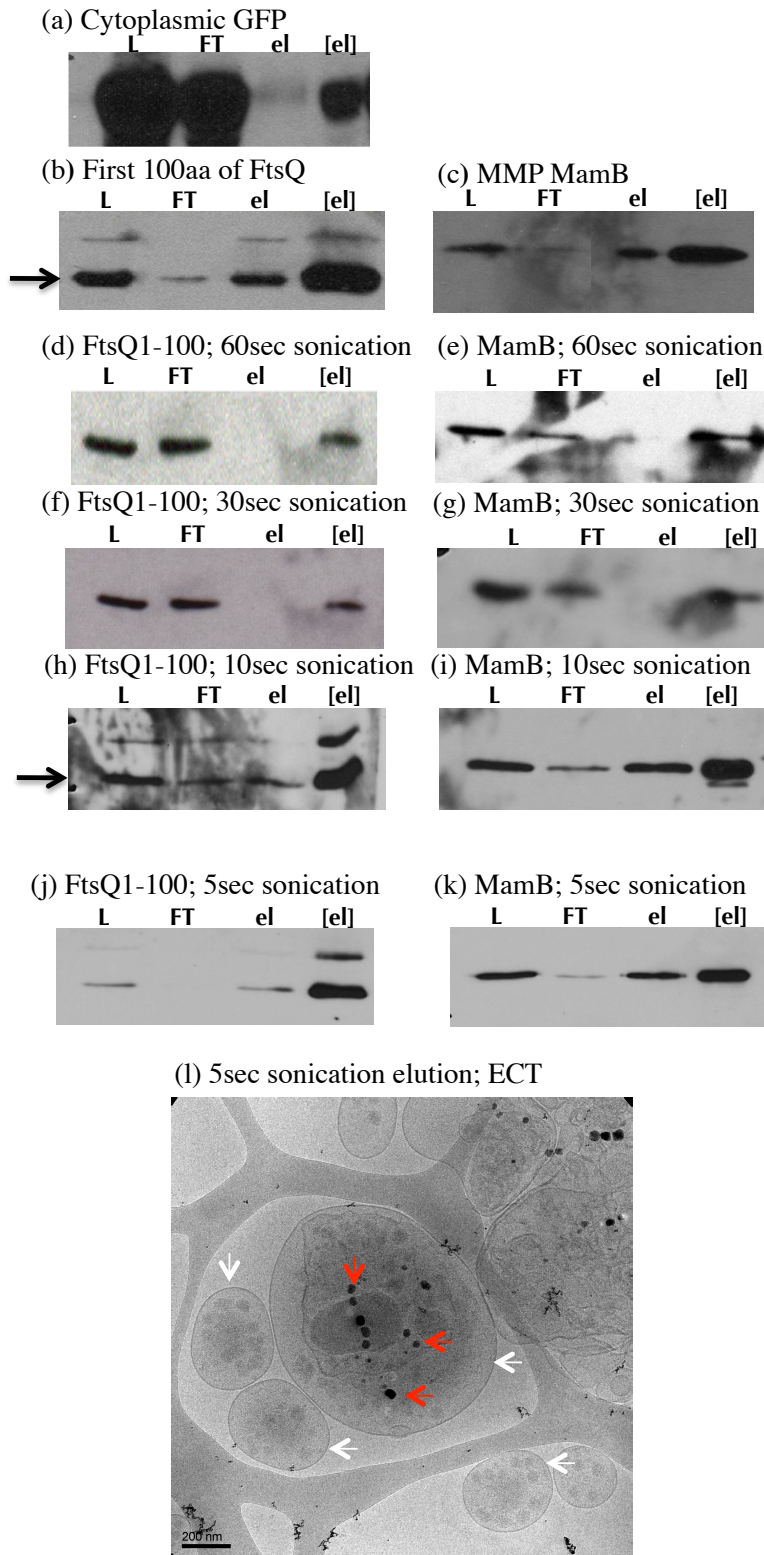 (a) Cytoplasmic GFP
L FT el [el]
(b) First 100aa of FtsQ
L FT el [el]
(c) MMP MamB
L FT el [el]
(d) FtsQ1-100; 60sec sonication
L FT el [el]
(e) MamB; 60sec sonication
L FT el [el]
(f) FtsQ1-100; 30sec sonication
L FT el [el]
(g) MamB; 30sec sonication
L FT el [el]
(h) FtsQ1-100; 10sec sonication
L FT el [el]
(i) MamB; 10sec sonication
L FT el [el]
(j) FtsQ1-100; 5sec sonication
L FT el [el]
(k) MamB; 5sec sonication
L FT el [el]
(l) 5sec sonication elution; ECT
200 nm